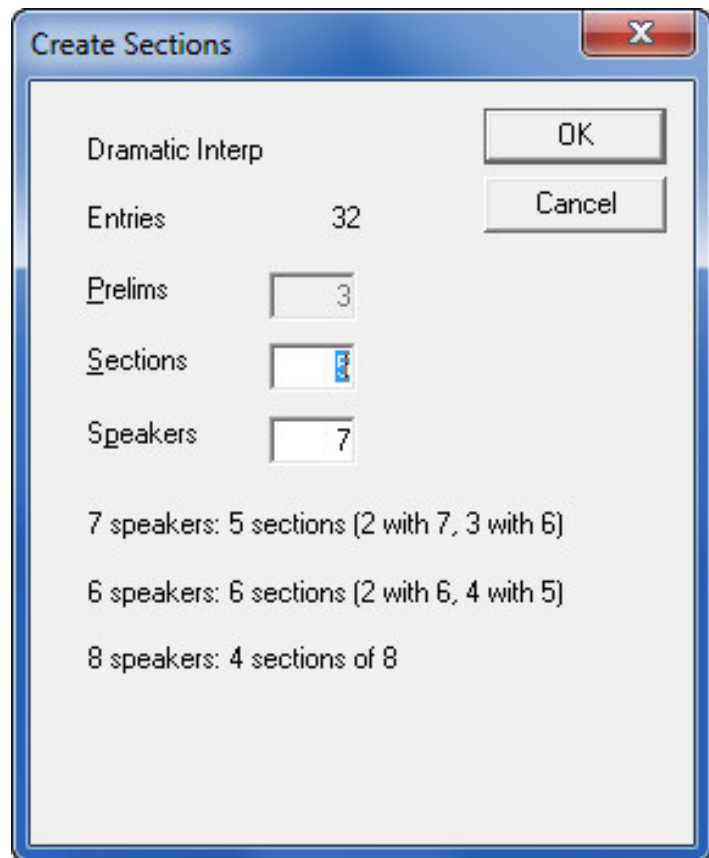 Create Sections
Dramatic Interp
OK
Entries 32
Cancel
Prelims 3
Sections 5
Speakers 7
7 speakers: 5 sections (2 with 7, 3 with 6)
6 speakers: 6 sections (2 with 6, 4 with 5)
8 speakers: 4 sections of 8